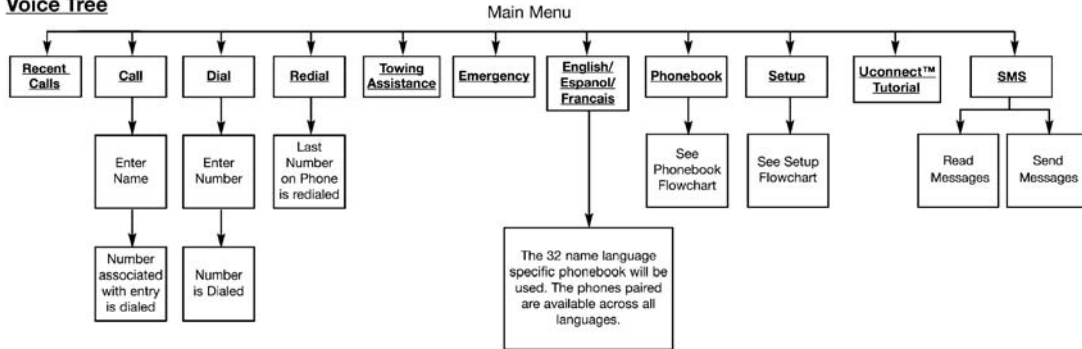 Voice Tree
Main Menu
Recent
Calls
Call
Dial
Redial
Towing
Assistance
Emergency
English/
Espanol/
Francais
Phonebook
Setup
Uconnect™
Tutorial
SMS
Enter
Name
Enter
Number
Last
Number
on Phone
is redialed
See
Phonebook
Flowchart
See Setup
Flowchart
Read
Messages
Send
Messages
Number
associated
with entry
is dialed
Number
is Dialed
The 32 name language
specific phonebook will be
used. The phones paired
are available across all
languages.